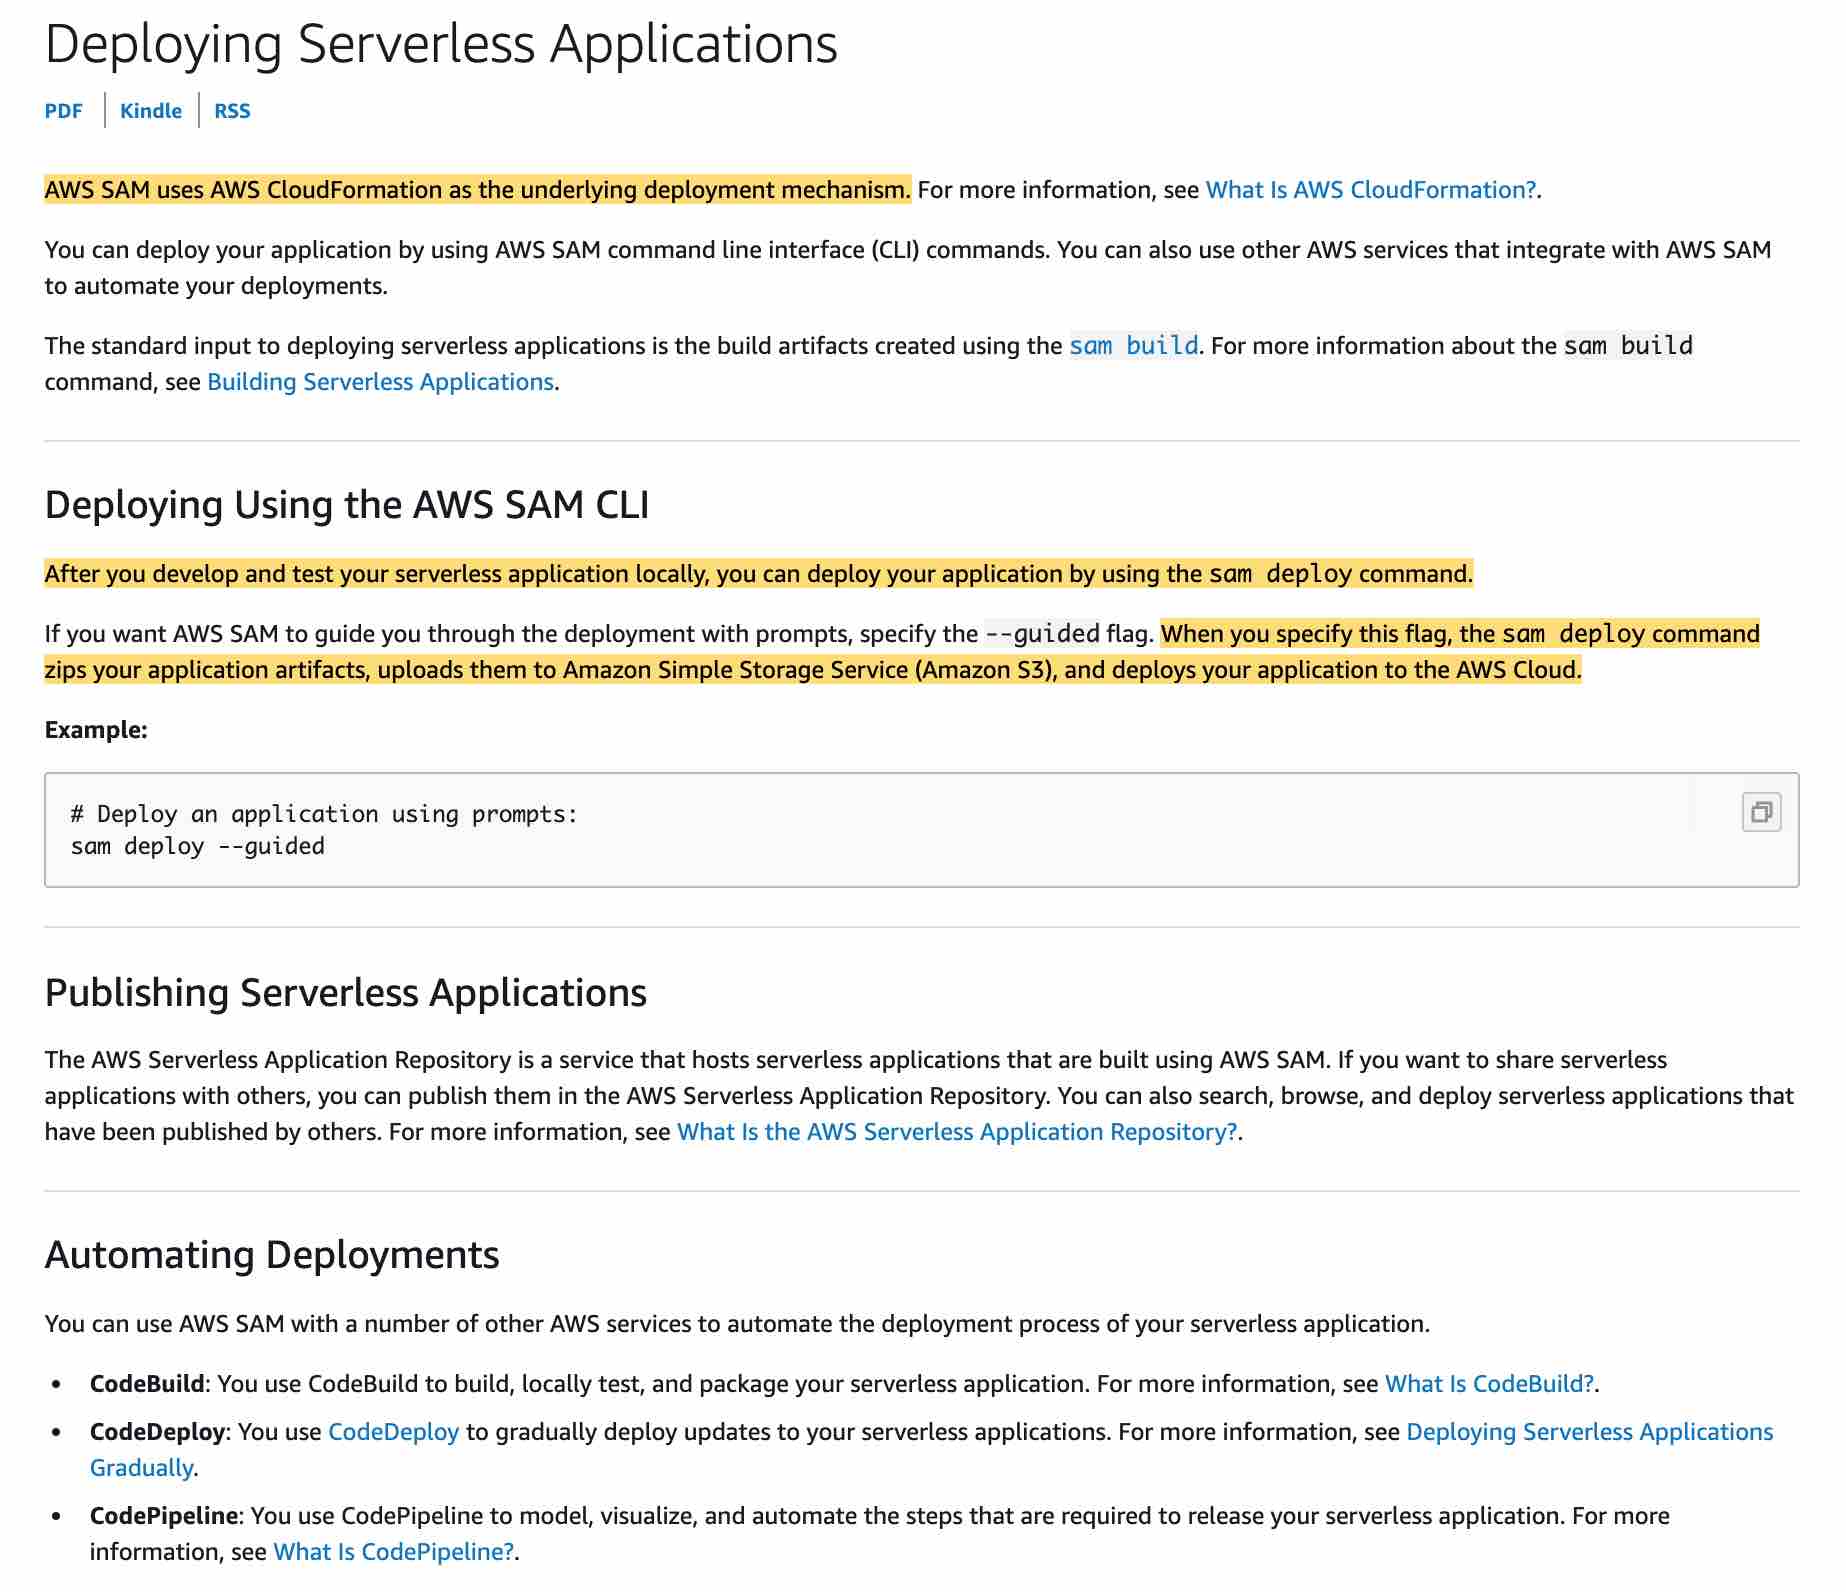 Deploying Serverless Applications
PDF | Kindle | RSS
AWS SAM uses AWS CloudFormation as the underlying deployment mechanism. For more information, see What Is AWS CloudFormation?.
You can deploy your application by using AWS SAM command line interface (CLI) commands. You can also use other AWS services that integrate with AWS SAM
to automate your deployments.
The standard input to deploying serverless applications is the build artifacts created using the sam build. For more information about the sam build
command, see Building Serverless Applications.
Deploying Using the AWS SAM CLI
After you develop and test your serverless application locally, you can deploy your application by using the sam deploy command.
If you want AWS SAM to guide you through the deployment with prompts, specify the --guided flag. When you specify this flag, the sam deploy command
zips your application artifacts, uploads them to Amazon Simple Storage Service (Amazon S3), and deploys your application to the AWS Cloud.
Example:
# Deploy an application using prompts:
sam deploy --guided
Publishing Serverless Applications
The AWS Serverless Application Repository is a service that hosts serverless applications that are built using AWS SAM. If you want to share serverless
applications with others, you can publish them in the AWS Serverless Application Repository. You can also search, browse, and deploy serverless applications that
have been published by others. For more information, see What Is the AWS Serverless Application Repository?.
Automating Deployments
You can use AWS SAM with a number of other AWS services to automate the deployment process of your serverless application.
• CodeBuild: You use CodeBuild to build, locally test, and package your serverless application. For more information, see What Is CodeBuild?.
• CodeDeploy: You use CodeDeploy to gradually deploy updates to your serverless applications. For more information, see Deploying Serverless Applications
Gradually.
• CodePipeline: You use CodePipeline to model, visualize, and automate the steps that are required to release your serverless application. For more
information, see What Is CodePipeline?.